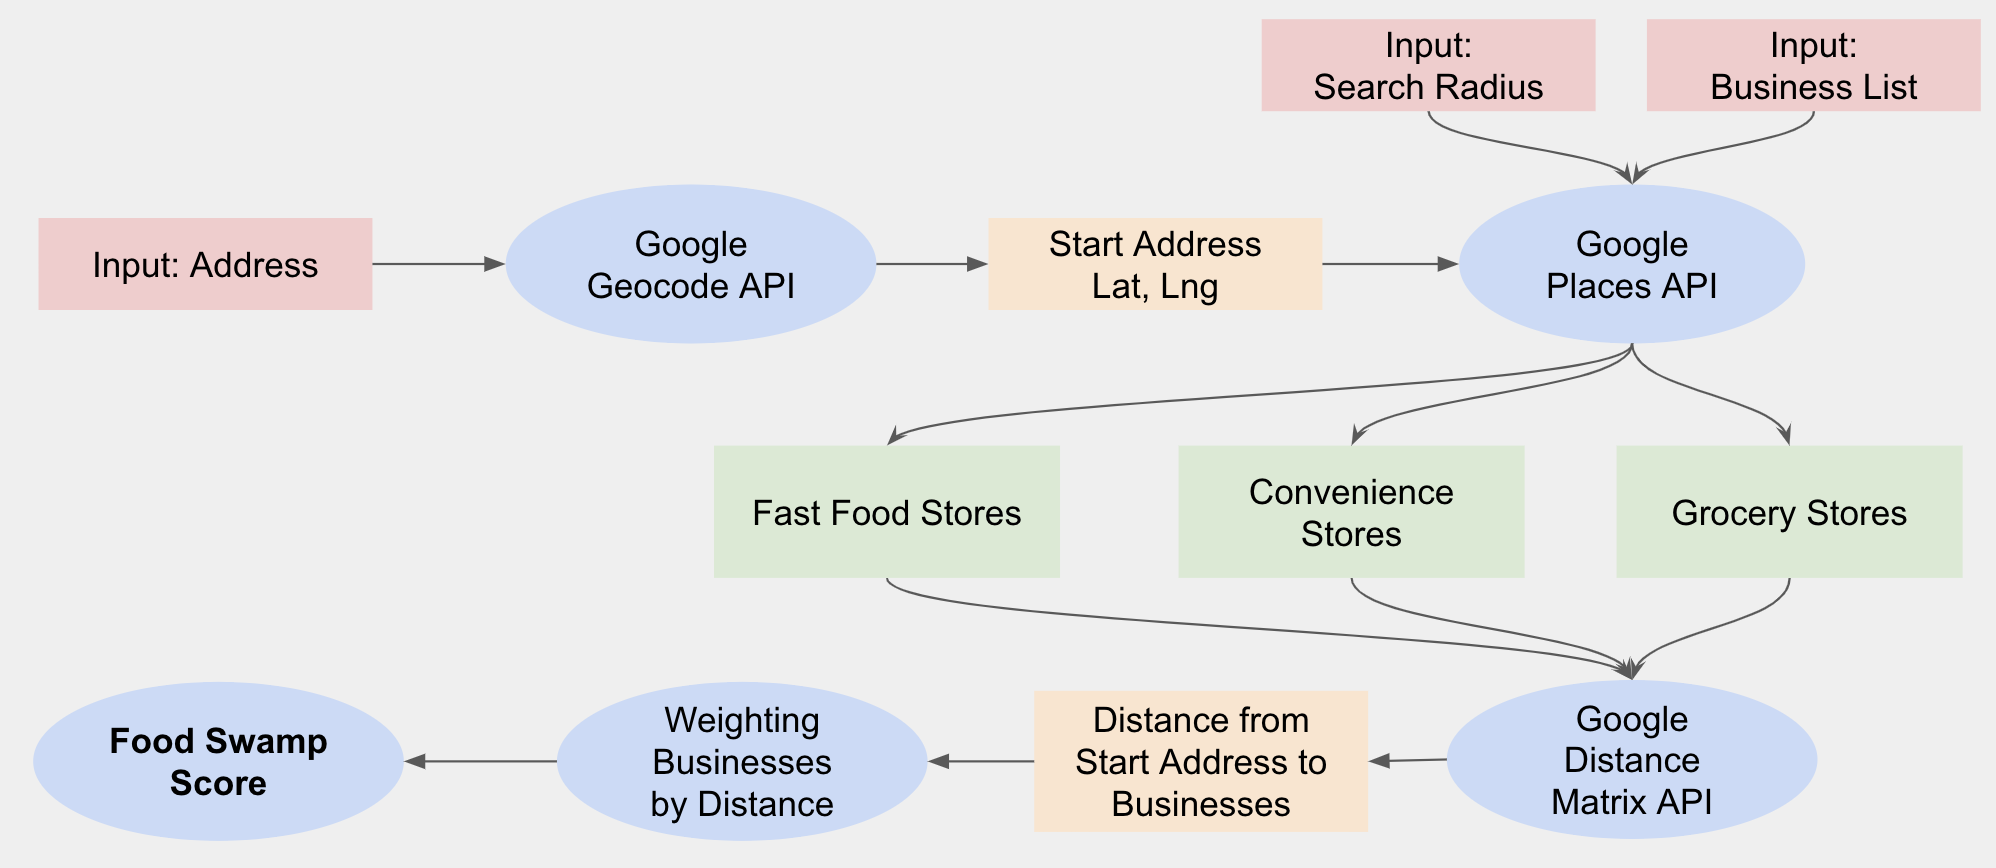 Input:
Search Radius
Input:
Business List
Input: Address
Google
Geocode API
Start Address
Lat, Lng
Google
Places API
Fast Food Stores
Convenience
Stores
Grocery Stores
Food Swamp
Score
Weighting
Businesses
by Distance
Distance from
Start Address to
Businesses
Google
Distance
Matrix API